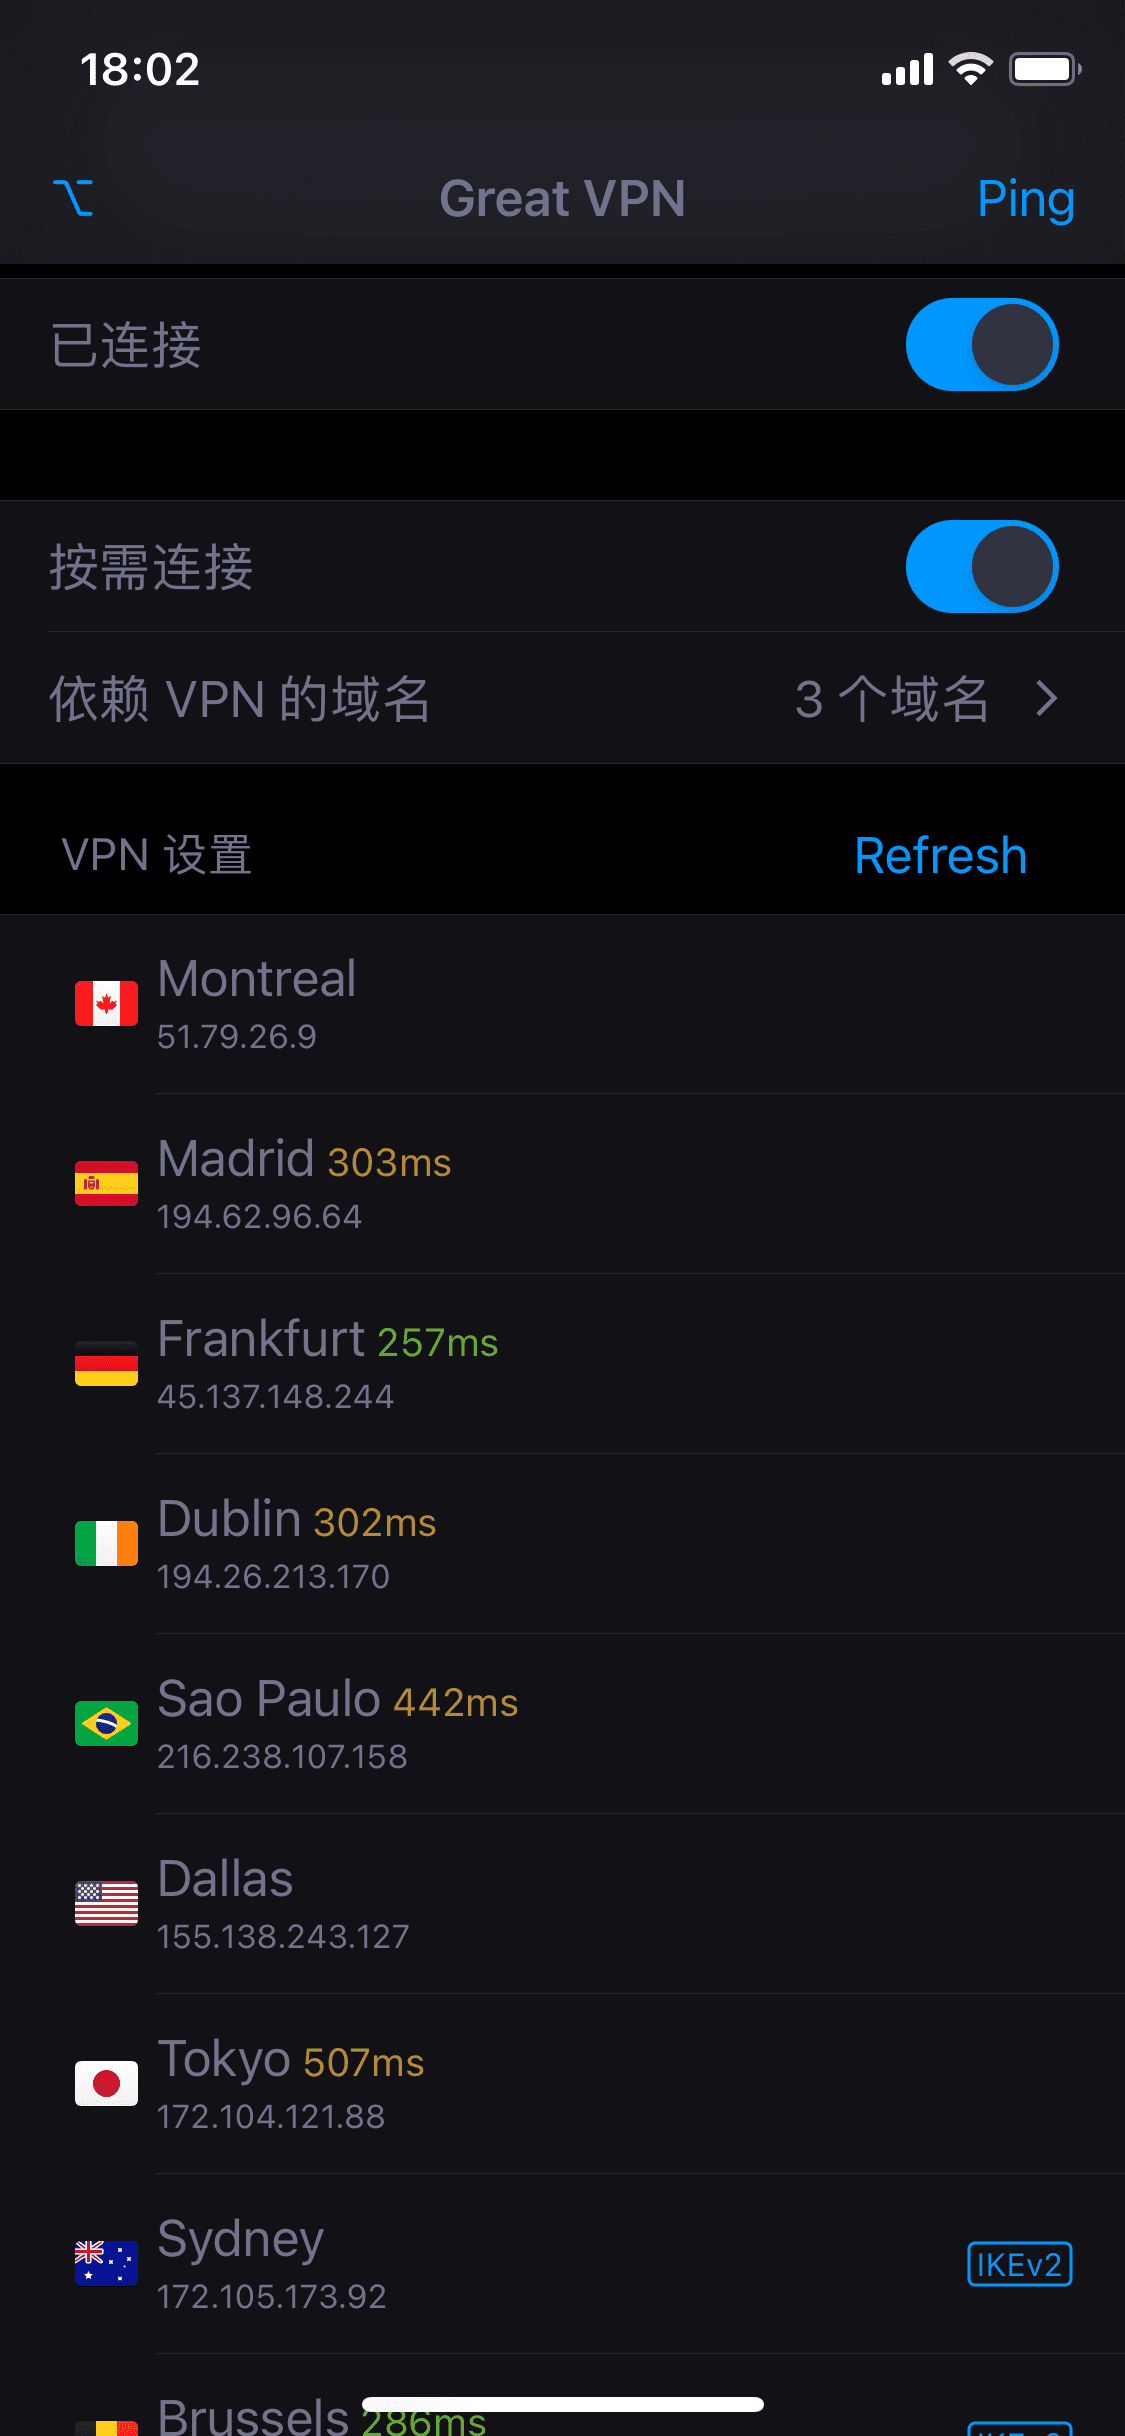 18:02
Great VPN
Ping
已连接
按需连接
依赖 VPN 的域名
3 个域名
VPN 设置
Refresh
Montreal
51.79.26.9
Madrid 303ms
194.62.96.64
Frankfurt 257ms
45.137.148.244
Dublin 302ms
194.26.213.170
Sao Paulo 442ms
216.238.107.158
Dallas
155.138.243.127
Tokyo 507ms
172.104.121.88
Sydney
172.105.173.92
IKEv2
Brussels 286ms